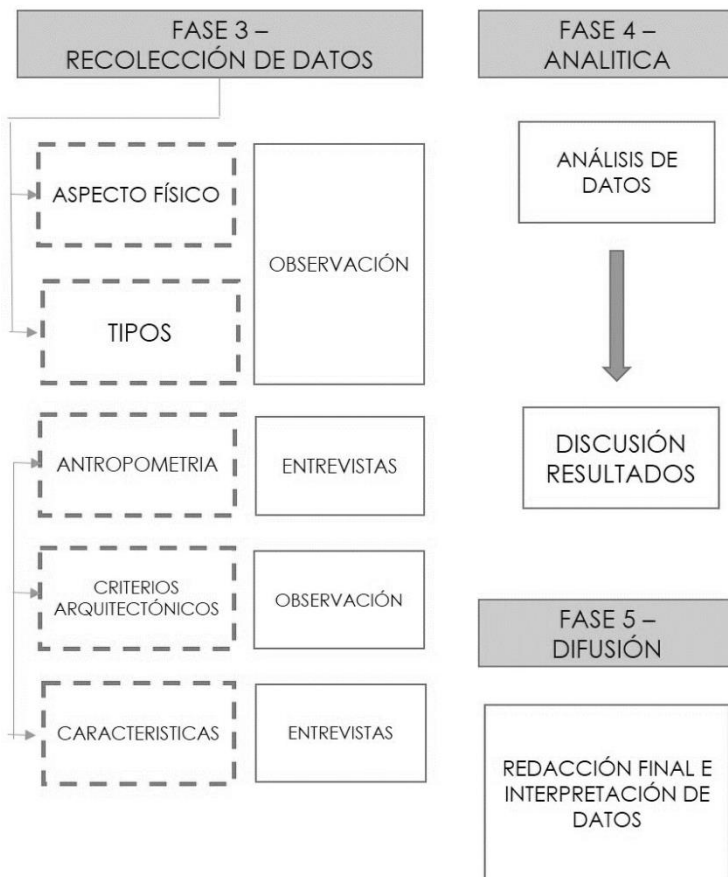 FASE 3 –
RECOLECCIÓN DE DATOS
ASPECTO FÍSICO
OBSERVACIÓN
TIPOS
ANTROPOMETRIA
ENTREVISTAS
CRITERIOS
ARQUITECTÓNICOS
OBSERVACIÓN
CARACTERISTICAS
ENTREVISTAS
FASE 4 –
ANALITICA
ANÁLISIS DE
DATOS
DISCUSIÓN
RESULTADOS
FASE 5 –
DIFUSIÓN
REDACCIÓN FINAL E
INTERPRETACIÓN DE
DATOS